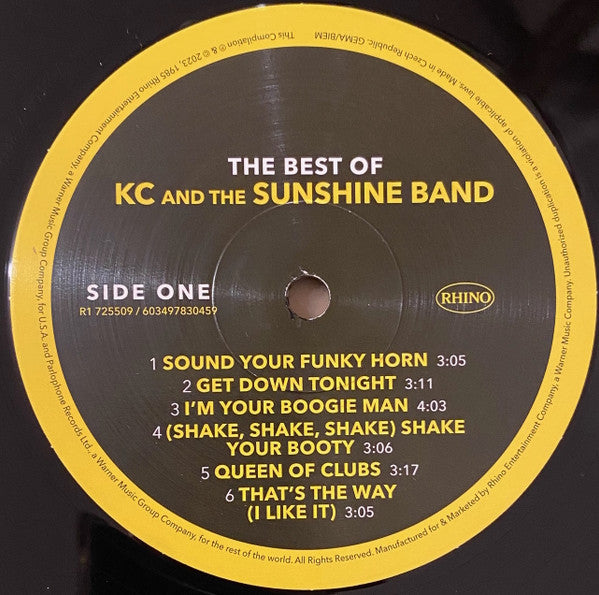 THE BEST OF
KC AND THE SUNSHINE BAND
SIDE ONE
R1 725509 / 603497830459
RHINO
1 SOUND YOUR FUNKY HORN 3:05
2 GET DOWN TONIGHT 3:11
3 I'M YOUR BOOGIE MAN 4:03
4 (SHAKE, SHAKE, SHAKE) SHAKE
YOUR BOOTY 3:06
5 QUEEN OF CLUBS 3:17
6 THAT'S THE WAY
(I LIKE IT) 3:05
This Compilation ℗ & © 2023, 1985 Rhino Entertainment Company, a Warner Music Group Company, for U.S.A. and Parlophone Records Ltd., a Warner Music Group Company, for the rest of the world. All Rights Reserved. Manufactured for & Marketed by Rhino Entertainment Company, a Warner Music Company. Unauthorized duplication is a violation of applicable laws. Made in Czech Republic. GEMA/BIEM